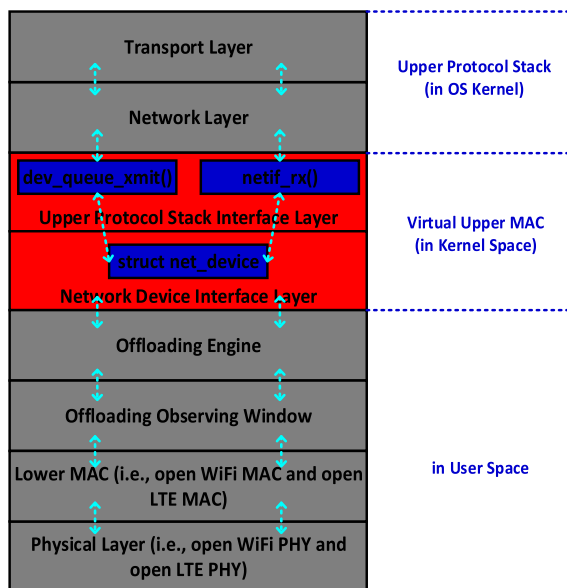 Transport Layer
Upper Protocol Stack
(in OS Kernel)
Network Layer
dev_queue_xmit()
netif_rx()
Upper Protocol Stack Interface Layer
Virtual Upper MAC
(in Kernel Space)
struct net_device
Network Device Interface Layer
Offloading Engine
Offloading Observing Window
Lower MAC (i.e., open WiFi MAC and open
LTE MAC)
in User Space
Physical Layer (i.e., open WiFi PHY and
open LTE PHY)